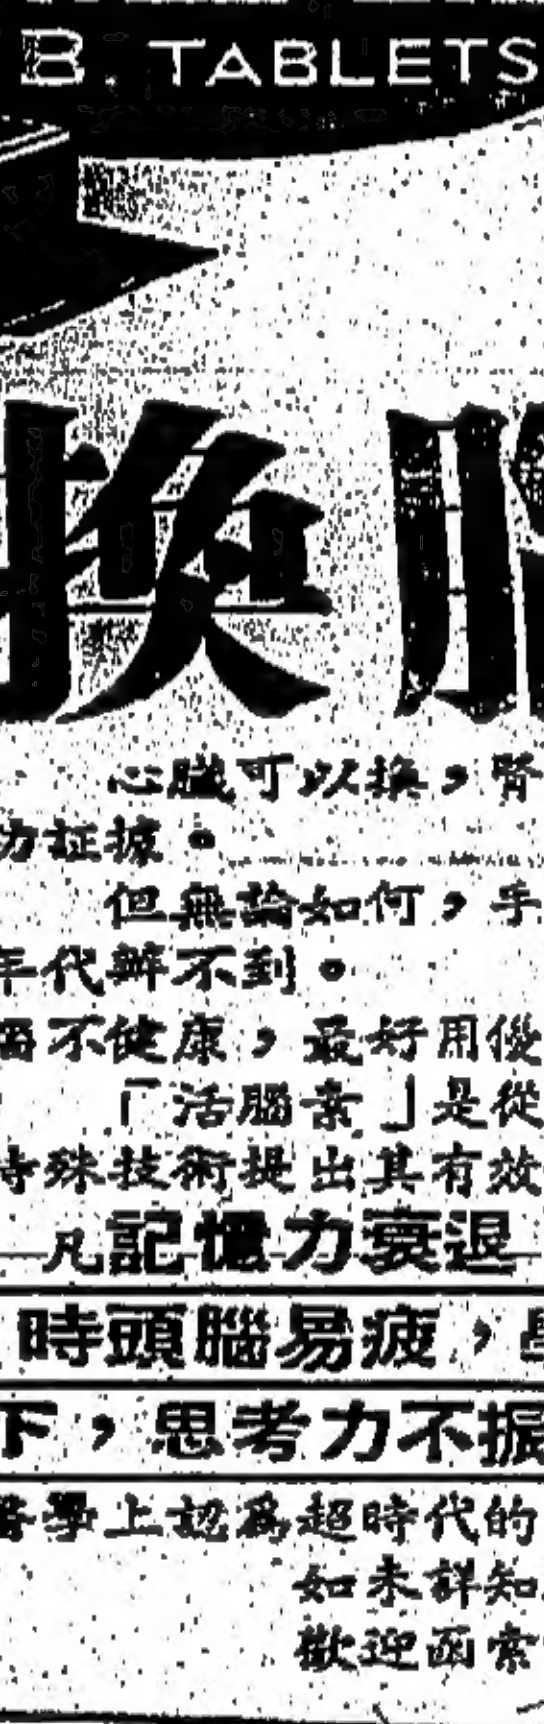 B. TABLETS
換
心臟可以換，腎
力証據。
但無論如何，手
年代辦不到。
不健康，最好用優
「活腦素」是從
特殊技術提出其有效
凡記憶力衰退
時頭腦易疲，
下，思考力不振
醫學上認為超時代的
如未詳知
歡迎函索